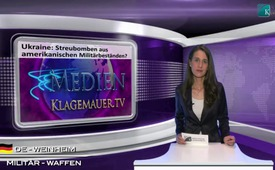 Ukraine: Streubomben aus
amerikanischen Militärbeständen?
MEDIEN
KLAGEMAUER.TV
DE - WEINHEIM
MILITÄR - WAFFEN
K